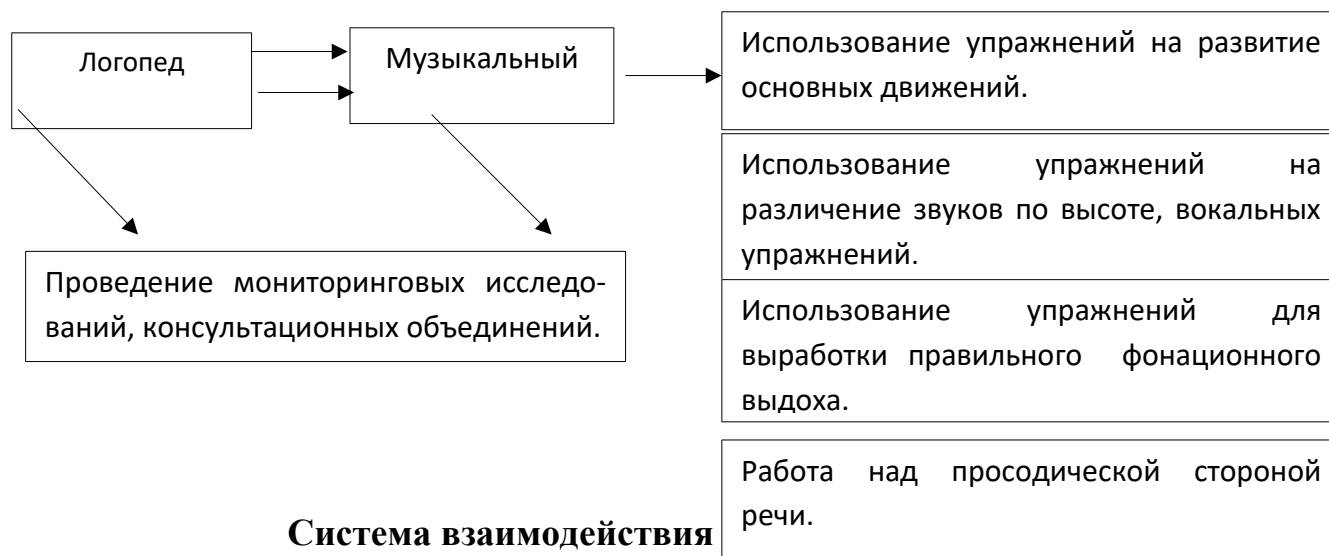 Логопед
Музыкальный
Использование упражнений на развитие
основных движений.
Использование упражнений на
различение звуков по высоте, вокальных
упражнений.
Проведение мониторинговых исследо-
ваний, консультационных объединений.
Использование упражнений для
выработки правильного фонационного
выдоха.
Работа над просодической стороной
речи.
Система взаимодействия